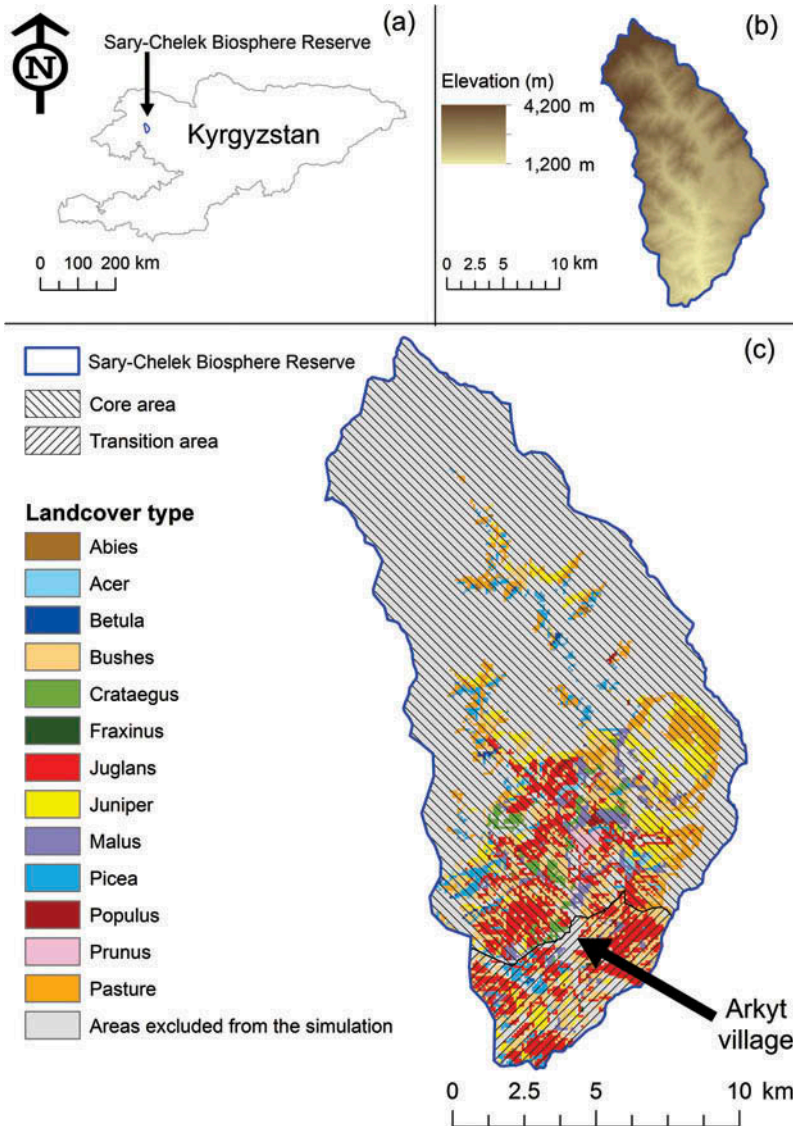 (a)
Sary-Chelek Biosphere Reserve
N
Kyrgyzstan
0 100 200 km
(b)
Elevation (m)
4,200 m
1,200 m
0 2.5 5 10 km
(c)
Sary-Chelek Biosphere Reserve
Core area
Transition area
Landcover type
Abies
Acer
Betula
Bushes
Crataegus
Fraxinus
Juglans
Juniper
Malus
Picea
Populus
Prunus
Pasture
Areas excluded from the simulation
Arkyt
village
0 2.5 5 10 km